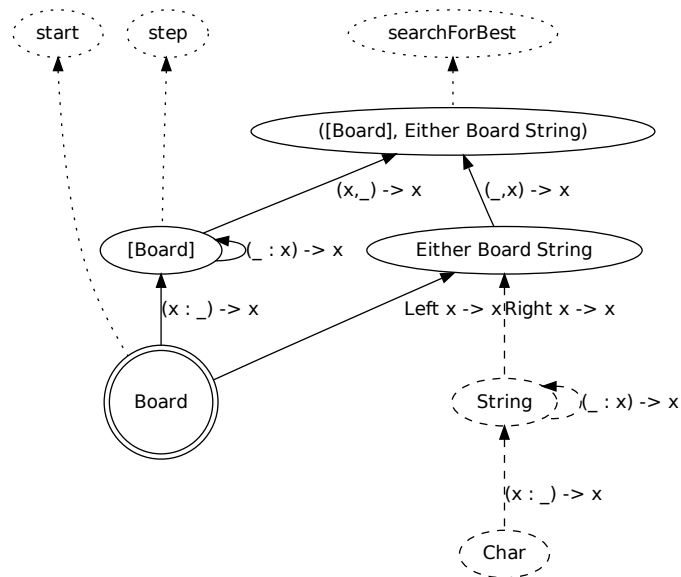 start
step
searchForBest
([Board], Either Board String)
(x,_) -> x
(_,x) -> x
[Board]
(_ : x) -> x
Either Board String
(x : _) -> x
Left x -> x
Right x -> x
Board
String
(_ : x) -> x
(x : _) -> x
Char